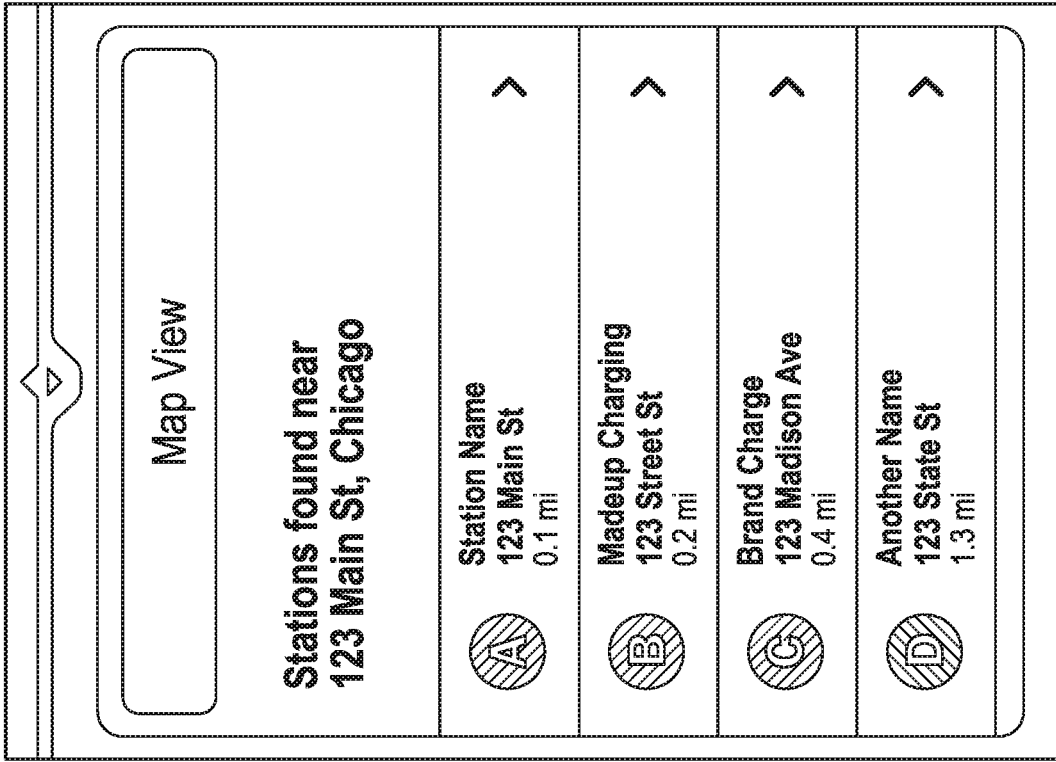 Map View
Stations found near
123 Main St, Chicago
A
Station Name
123 Main St
0.1 mi
B
Madeup Charging
123 Street St
0.2 mi
C
Brand Charge
123 Madison Ave
0.4 mi
D
Another Name
123 State St
1.3 mi